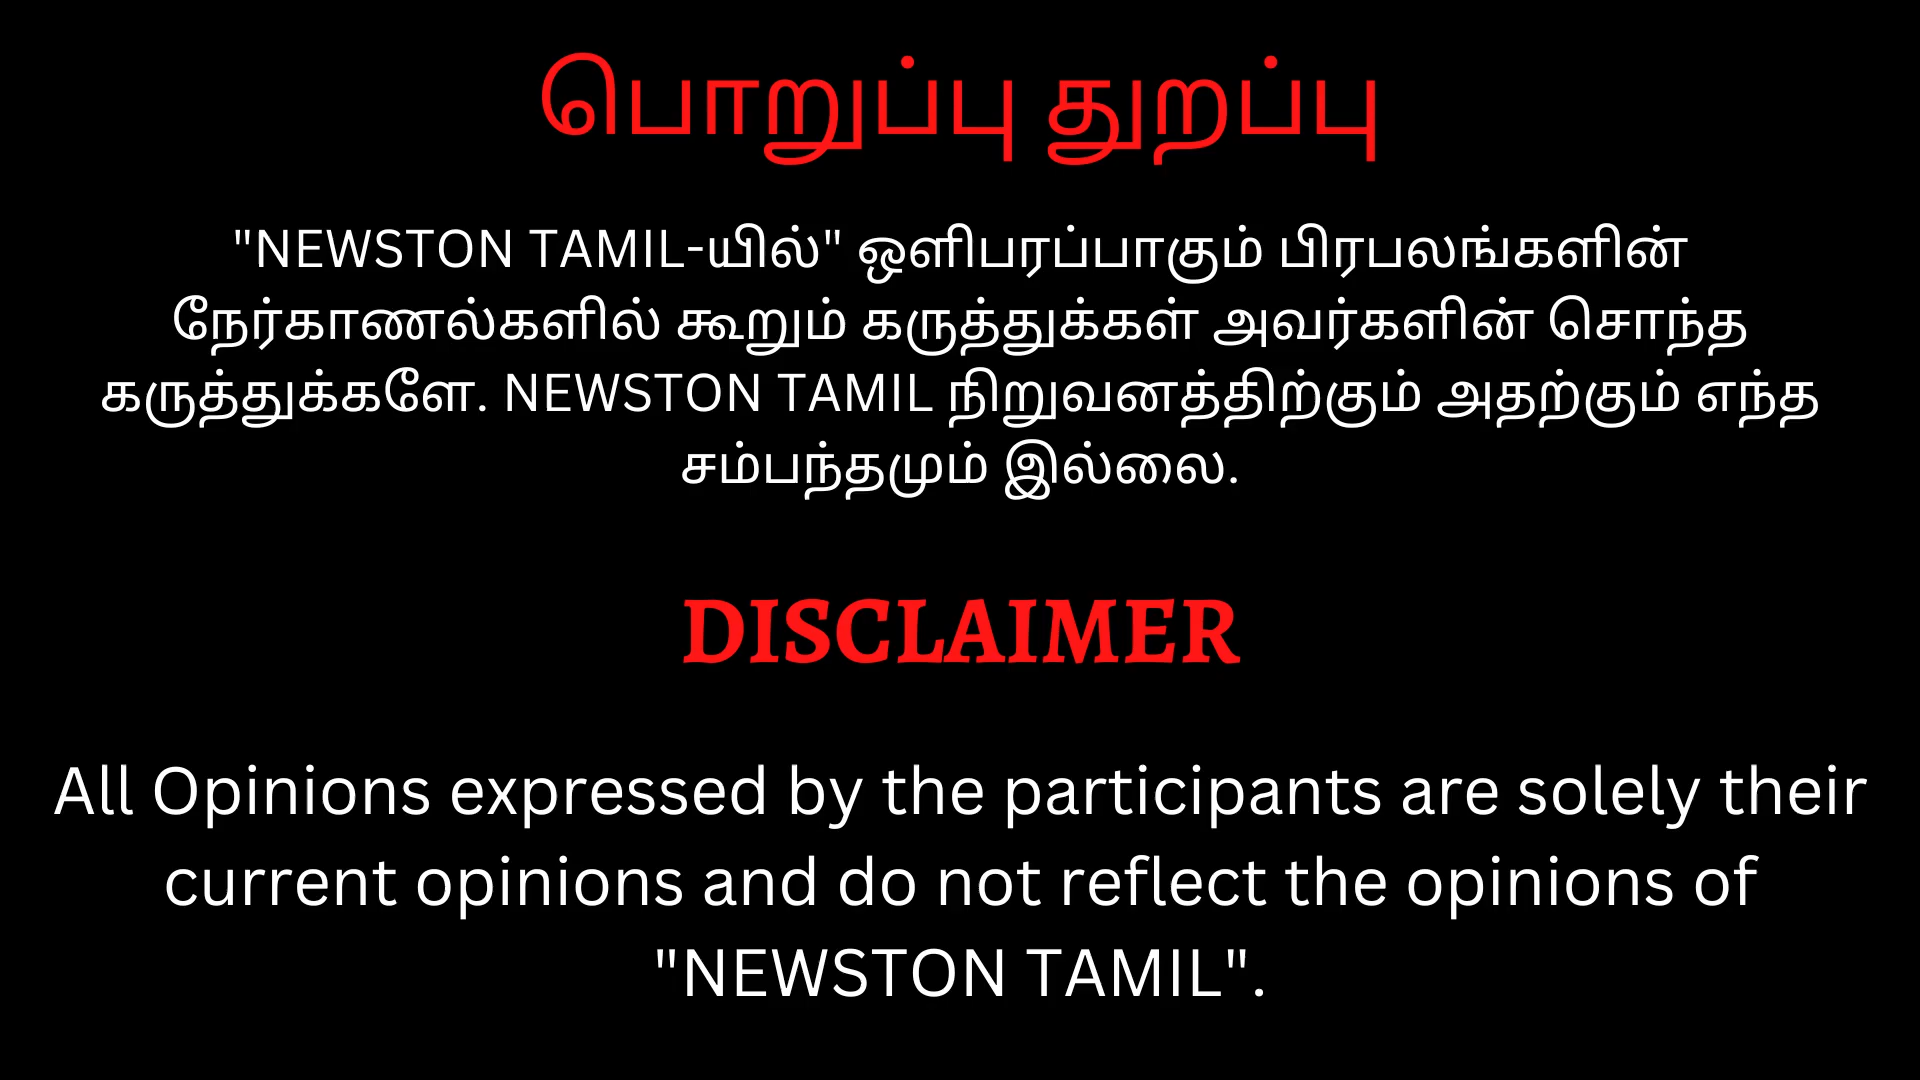 பொறுப்பு துறப்பு
"NEWSTON TAMIL-யில்" ஒளிபரப்பாகும் பிரபலங்களின்
நேர்காணல்களில் கூறும் கருத்துக்கள் அவர்களின் சொந்த
கருத்துக்களே. NEWSTON TAMIL நிறுவனத்திற்கும் அதற்கும் எந்த
சம்பந்தமும் இல்லை.
DISCLAIMER
All Opinions expressed by the participants are solely their
current opinions and do not reflect the opinions of
"NEWSTON TAMIL".